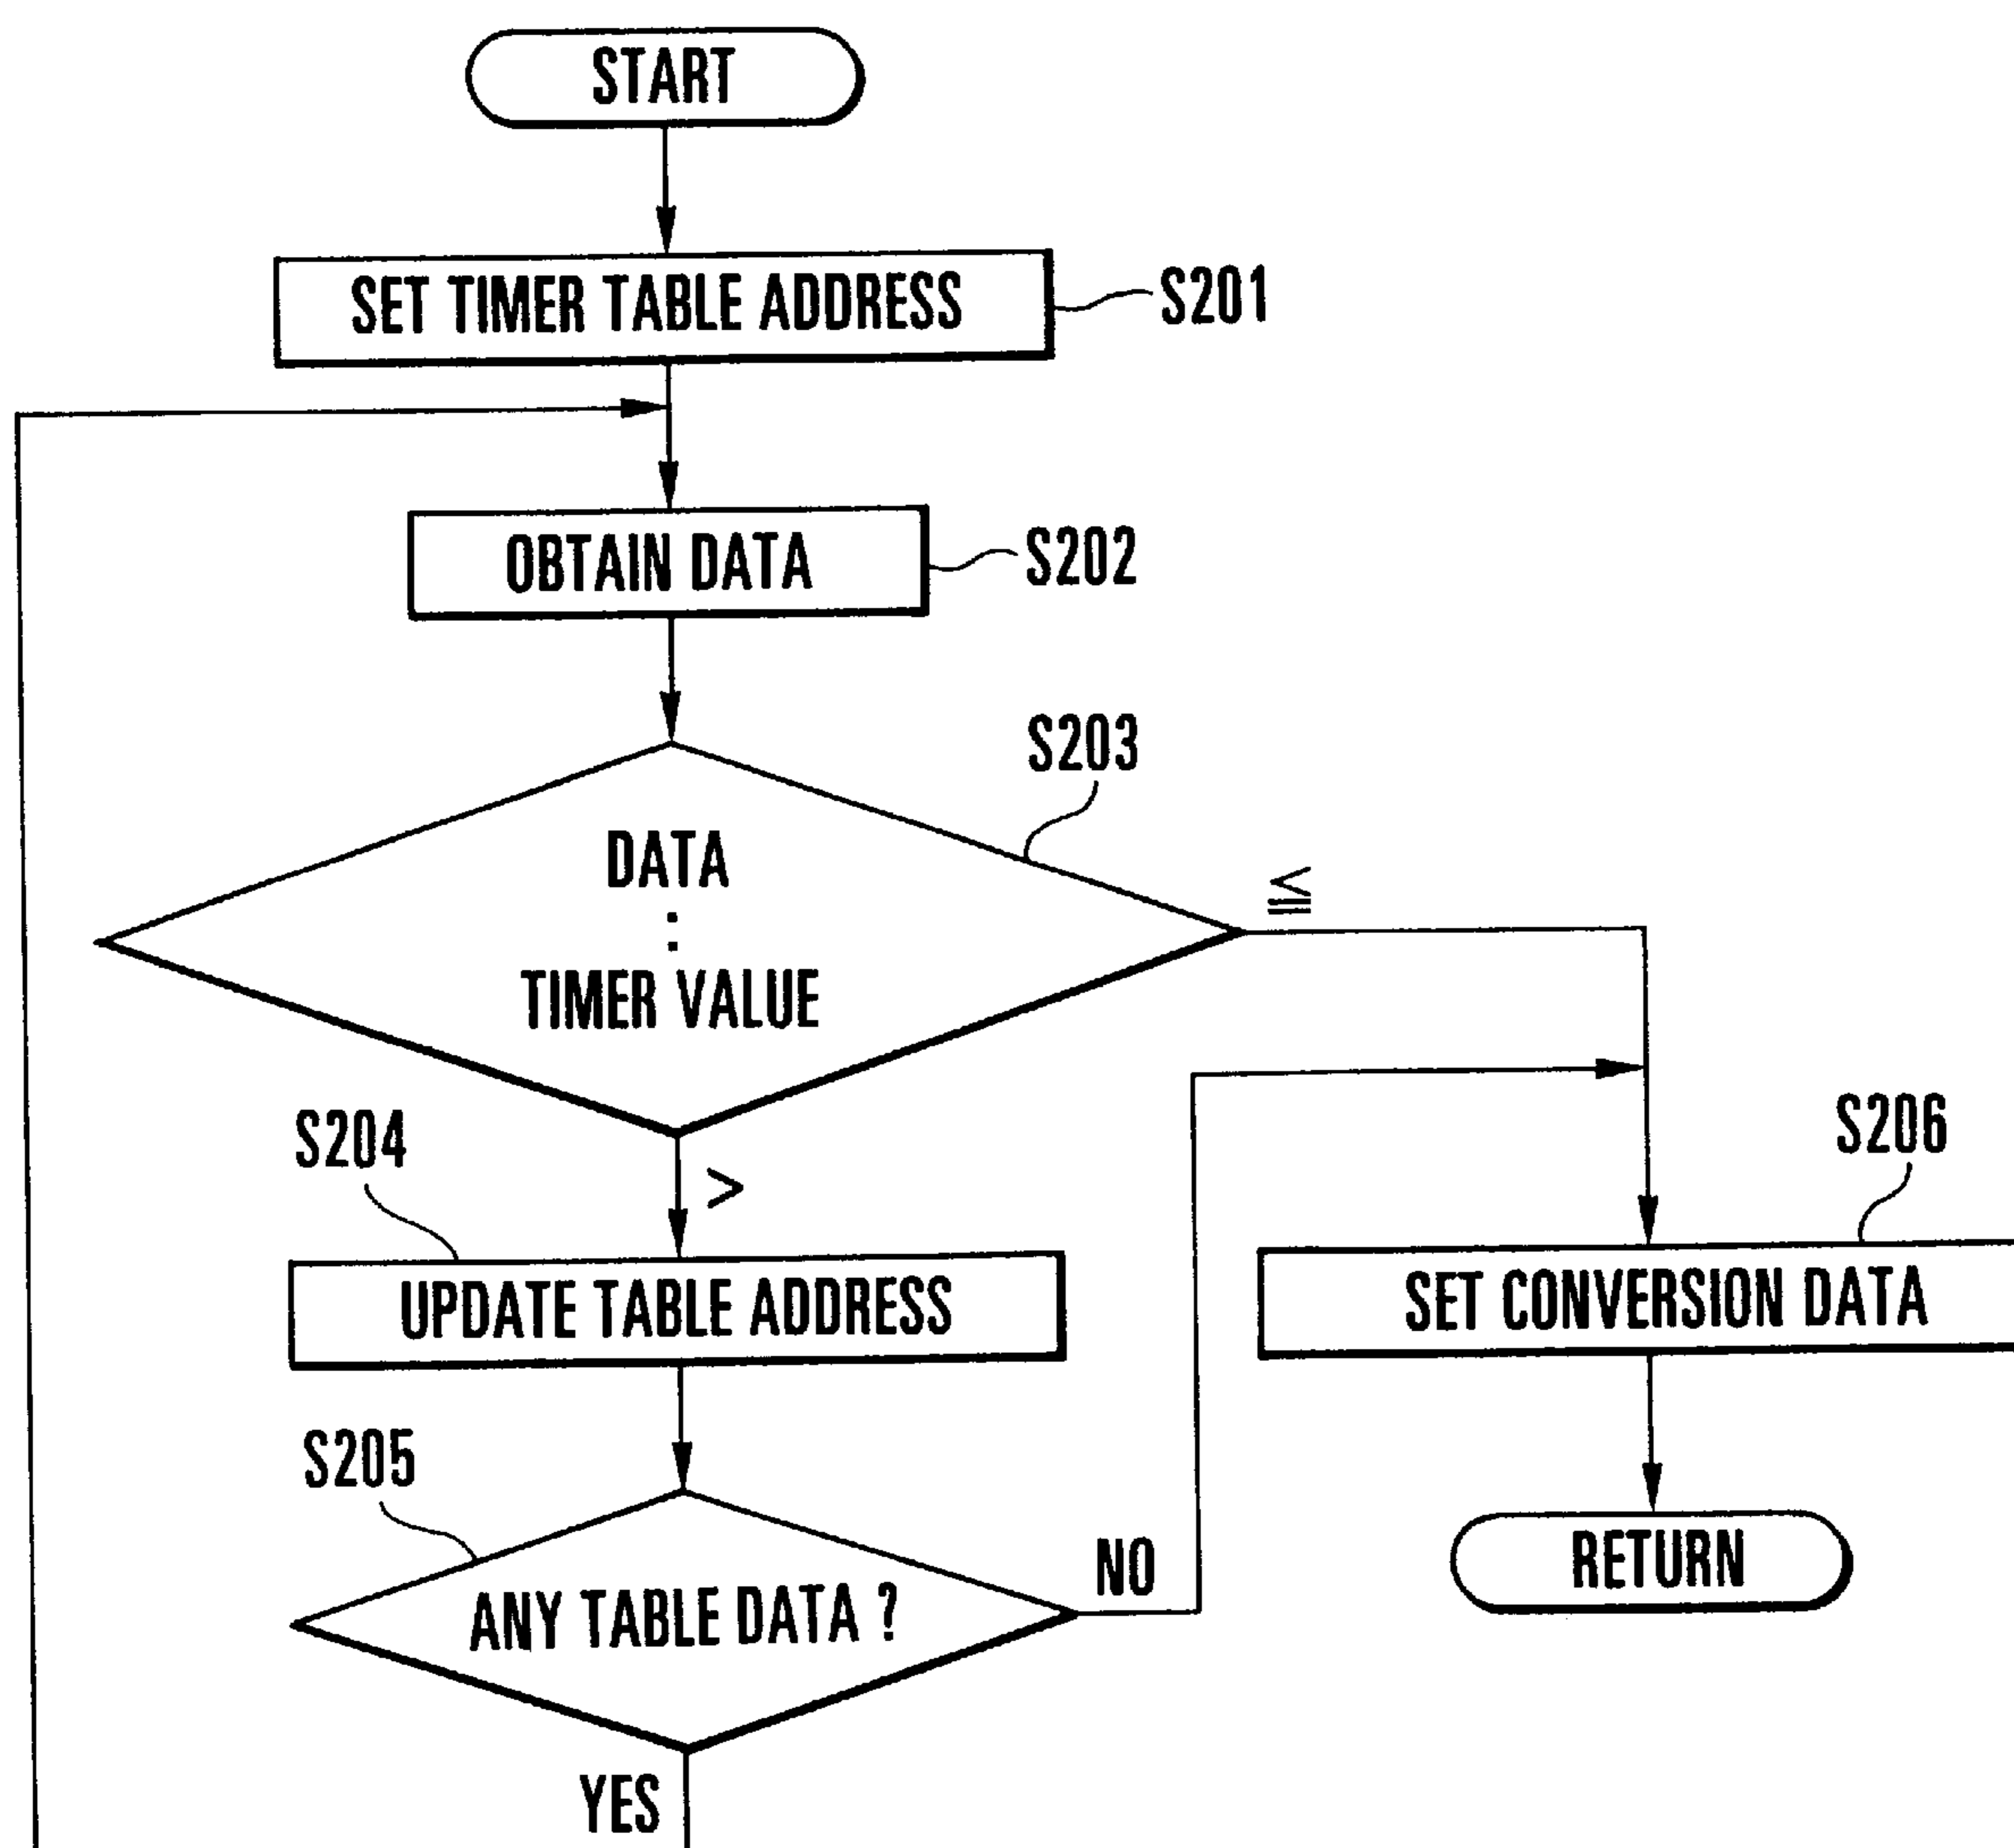 START
SET TIMER TABLE ADDRESS
S201
OBTAIN DATA
S202
S203
DATA
:
TIMER VALUE
≦
S204
>
S206
UPDATE TABLE ADDRESS
SET CONVERSION DATA
S205
ANY TABLE DATA ?
NO
RETURN
YES